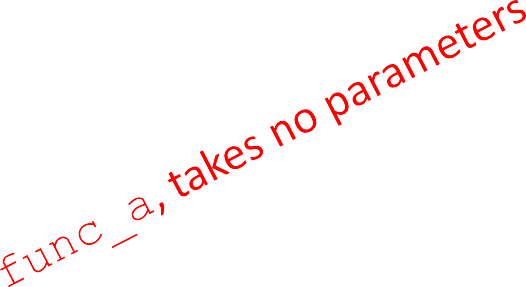 func_a, takes no parameters